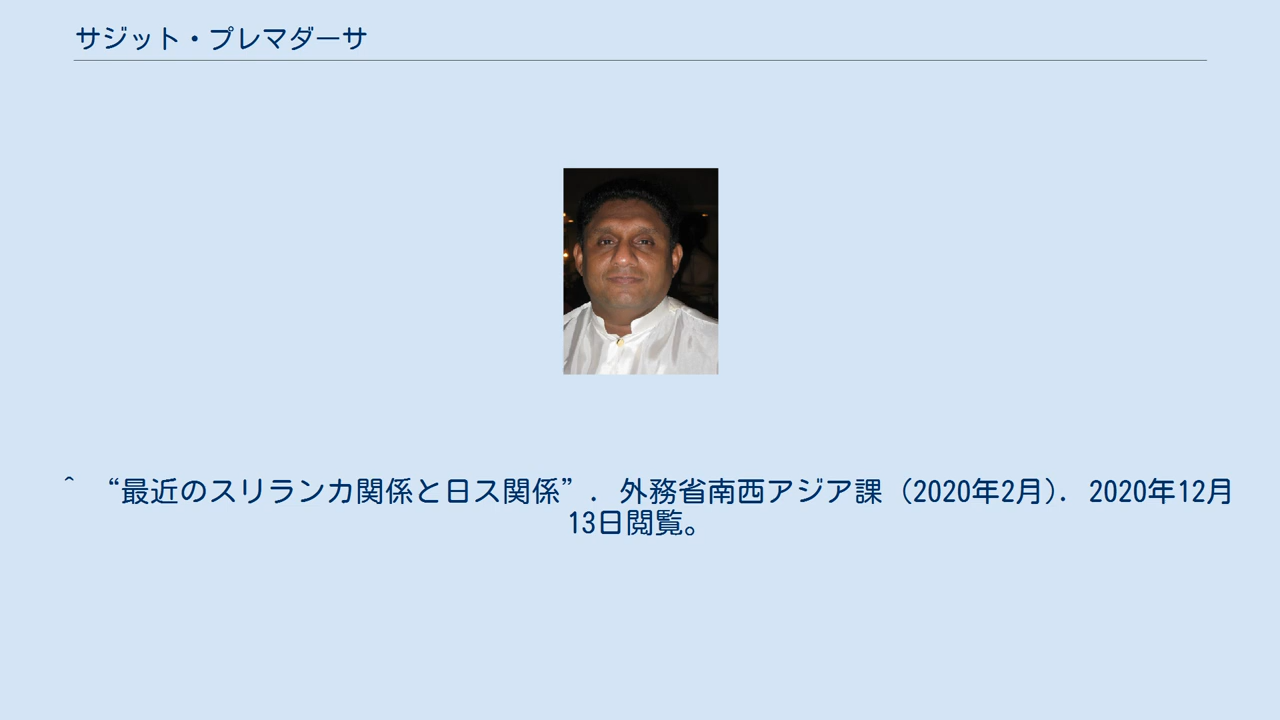 サジット・プレマダーサ
^ “最近のスリランカ関係と日ス関係”. 外務省南西アジア課 (2020年2月). 2020年12月
13日閲覧。